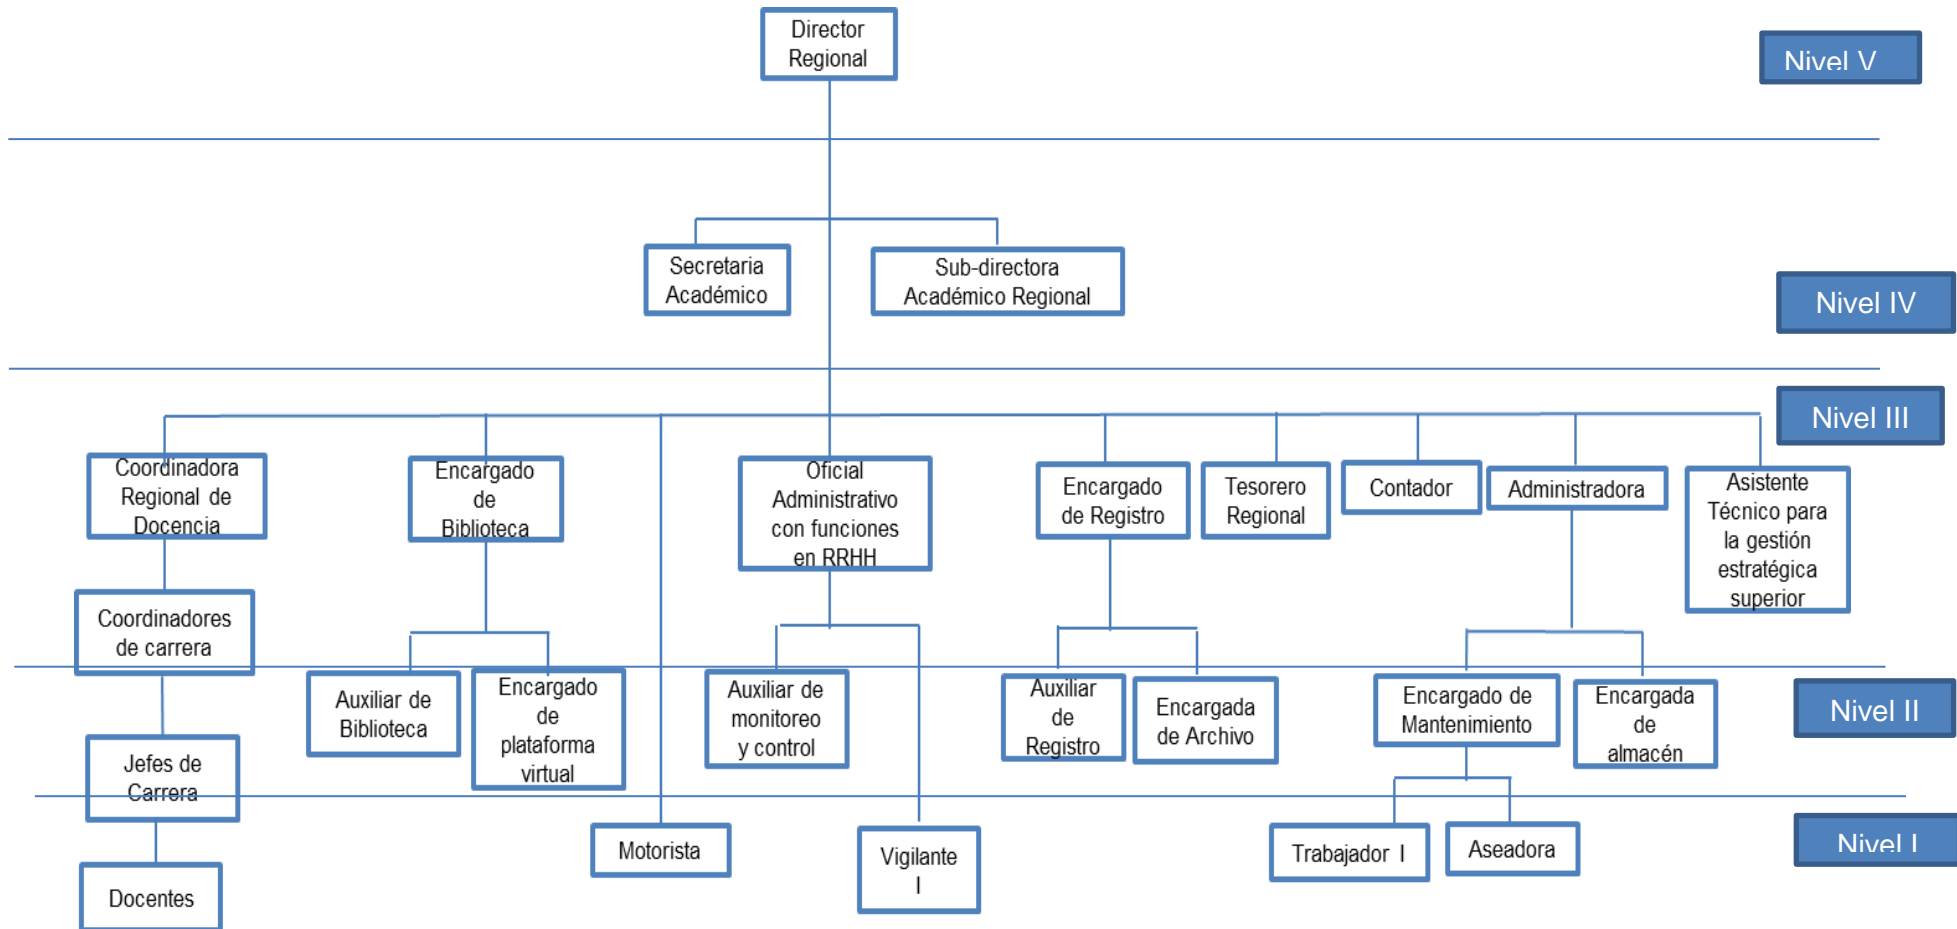 Director
Regional
Nivel V
Secretaria
Académico
Sub-directora
Académico Regional
Nivel IV
Nivel III
Coordinadora
Regional de
Docencia
Encargado
de
Biblioteca
Oficial
Administrativo
con funciones
en RRHH
Encargado
de Registro
Tesorero
Regional
Contador
Administradora
Asistente
Técnico para
la gestión
estratégica
superior
Coordinadores
de carrera
Auxiliar de
Biblioteca
Encargado
de
plataforma
virtual
Auxiliar de
monitoreo
y control
Auxiliar
de
Registro
Encargada
de Archivo
Encargado de
Mantenimiento
Encargada
de
almacén
Nivel II
Jefes de
Carrera
Motorista
Vigilante
I
Trabajador I
Aseadora
Nivel I
Docentes